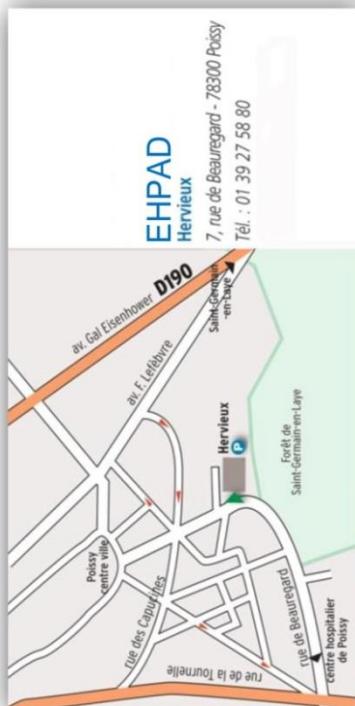 EHPAD
Hervieux
7, rue de Beauregard - 78300 Poissy
Tél. : 01 39 27 58 80
av. Gal Eisenhower
D190
Saint-Germain
-en-Laye
av. F. Lefèbvre
Hervieux
P
Forêt de
Saint-Germain-en-Laye
Poissy
centre ville
rue des Capucines
rue de la Tournelle
rue de Beauregard
centre hospitalier
de Poissy